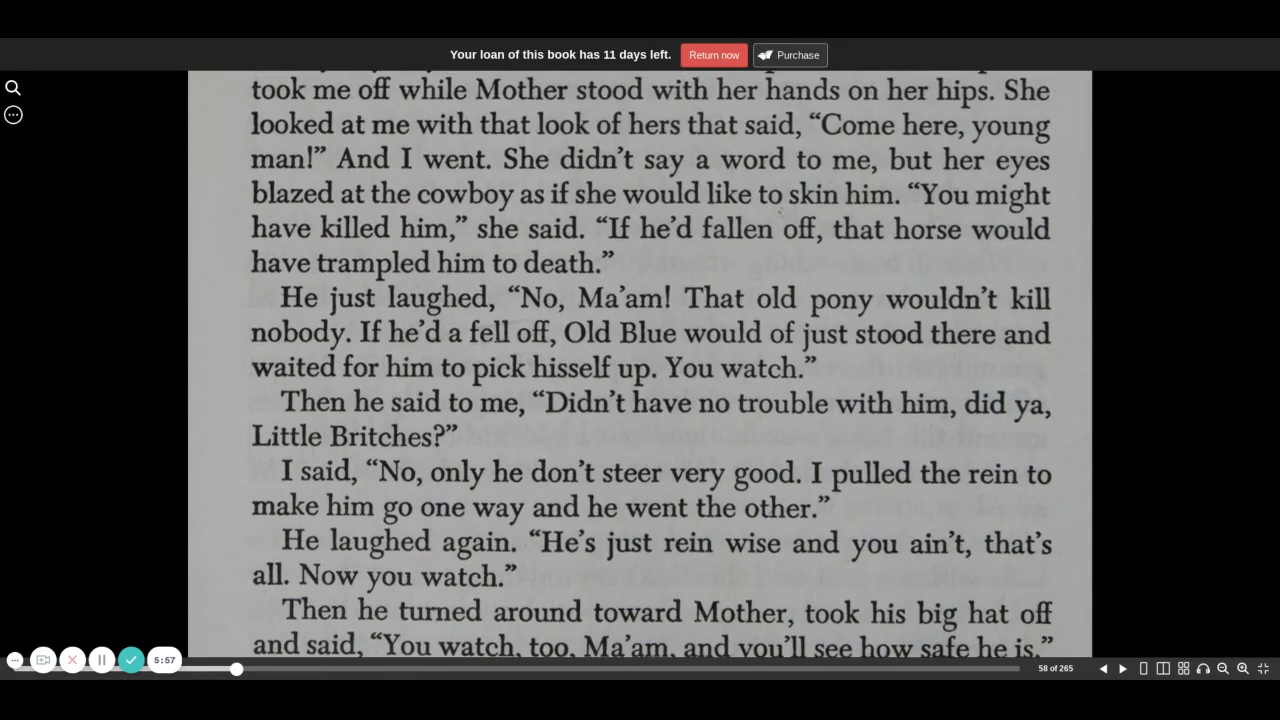 Your loan of this book has 11 days left. Return now Purchase
took me off while Mother stood with her hands on her hips. She
looked at me with that look of hers that said, “Come here, young
man!” And I went. She didn’t say a word to me, but her eyes
blazed at the cowboy as if she would like to skin him. “You might
have killed him,” she said. “If he’d fallen off, that horse would
have trampled him to death.”
He just laughed, “No, Ma’am! That old pony wouldn’t kill
nobody. If he’d a fell off, Old Blue would of just stood there and
waited for him to pick hisself up. You watch.”
Then he said to me, “Didn’t have no trouble with him, did ya,
Little Britches?”
I said, “No, only he don’t steer very good. I pulled the rein to
make him go one way and he went the other.”
He laughed again. “He’s just rein wise and you ain’t, that’s
all. Now you watch.”
Then he turned around toward Mother, took his big hat off
and said, “You watch, too, Ma’am, and you’ll see how safe he is.”
5:57
58 of 265